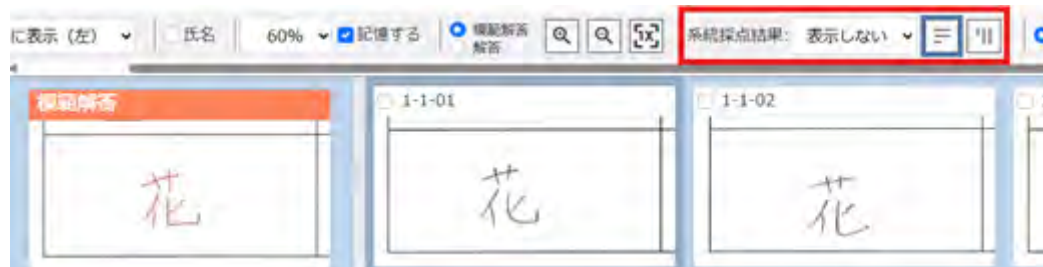 に表示 (左) 氏名 60% 記憶する 模範解答 解答 1x 系統採点結果: 表示しない
模範解答 1-1-01 1-1-02
花 花 花